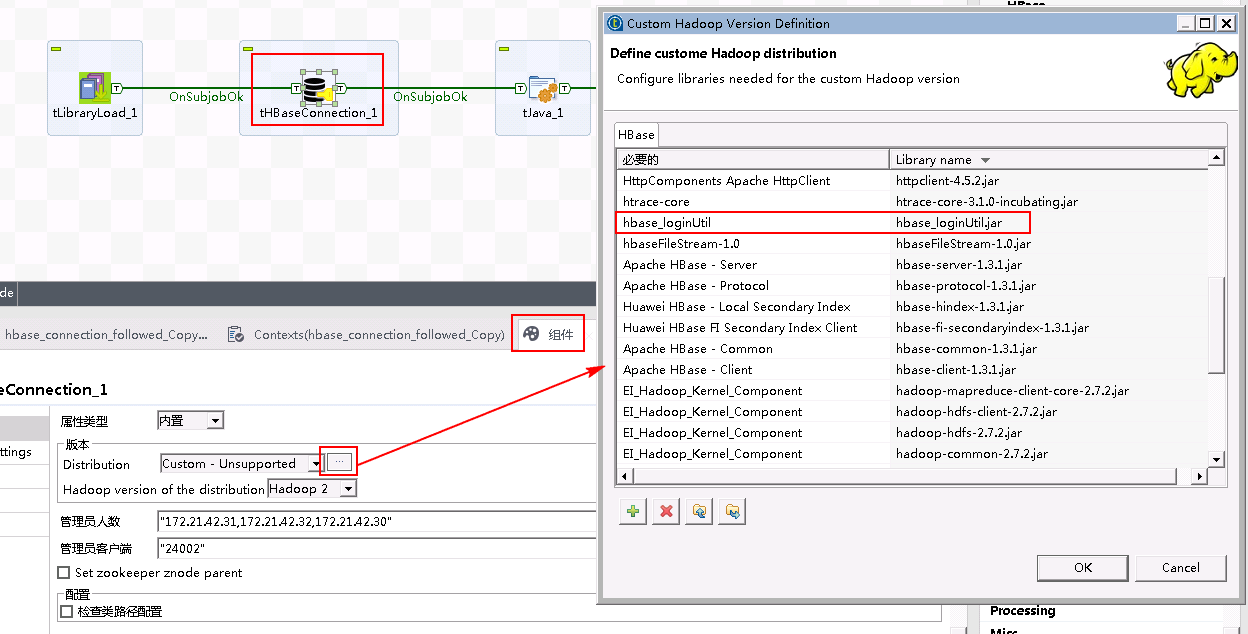 HBase
Custom Hadoop Version Definition
Define custome Hadoop distribution
Configure libraries needed for the custom Hadoop version
T
T
T
T
T
OnSubjobOk
OnSubjobOk
tLibraryLoad_1
tHBaseConnection_1
tJava_1
HBase
必要的 Library name
HttpComponents Apache HttpClient httpclient-4.5.2.jar
htrace-core htrace-core-3.1.0-incubating.jar
hbase_loginUtil hbase_loginUtil.jar
hbaseFileStream-1.0 hbaseFileStream-1.0.jar
Apache HBase - Server hbase-server-1.3.1.jar
Apache HBase - Protocol hbase-protocol-1.3.1.jar
Huawei HBase - Local Secondary Index hbase-hindex-1.3.1.jar
Huawei HBase FI Secondary Index Client hbase-fi-secondaryindex-1.3.1.jar
Apache HBase - Common hbase-common-1.3.1.jar
Apache HBase - Client hbase-client-1.3.1.jar
EI_Hadoop_Kernel_Component hadoop-mapreduce-client-core-2.7.2.jar
EI_Hadoop_Kernel_Component hadoop-hdfs-client-2.7.2.jar
EI_Hadoop_Kernel_Component hadoop-hdfs-2.7.2.jar
EI_Hadoop_Kernel_Component hadoop-common-2.7.2.jar
OK Cancel
de
hbase_connection_followed_Copy... Contexts(hbase_connection_followed_Copy) 组件
eConnection_1
ttings
属性类型 内置
版本
Distribution Custom - Unsupported ...
Hadoop version of the distribution Hadoop 2
管理员人数 "172.21.42.31,172.21.42.32,172.21.42.30"
管理员客户端 "24002"
Set zookeeper znode parent
配置
检查类路径配置
Processing
Misc